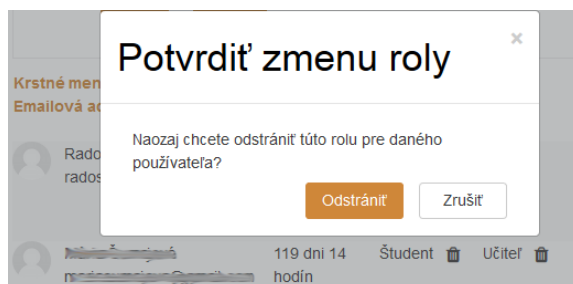 Potvrdiť zmenu roly
×
Krstné men
Emailová ad
Naozaj chcete odstrániť túto rolu pre daného
používateľa?
Rado
rados
Odstrániť Zrušiť
119 dni 14 Študent Učiteľ
hodín